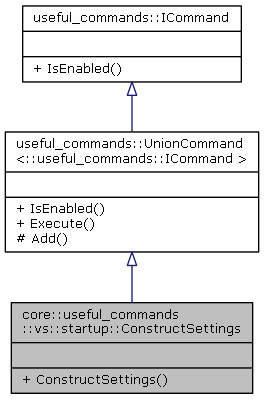 useful_commands::ICommand
+ IsEnabled()
useful_commands::UnionCommand
<::useful_commands::ICommand >
+ IsEnabled()
+ Execute()
# Add()
core::useful_commands
::vs::startup::ConstructSettings
+ ConstructSettings()